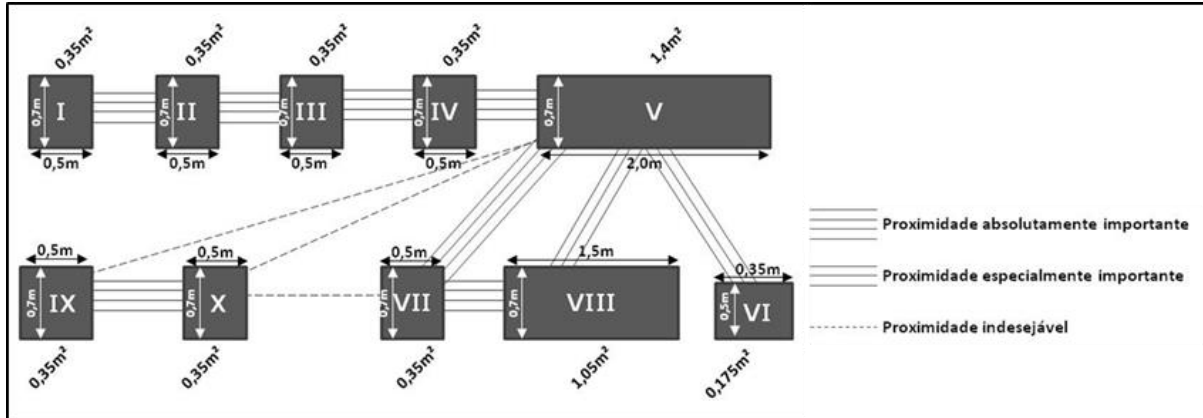 0,35m² 0,35m² 0,35m² 0,35m² 1,4m²
0,7m I 0,7m II 0,7m III 0,7m IV 0,7m V
0,5m 0,5m 0,5m 0,5m 2,0m
Proximidade absolutamente importante
Proximidade especialmente importante
Proximidade indesejável
0,5m 0,5m 0,5m 1,5m 0,35m
0,7m IX 0,7m X 0,7m VII 0,7m VIII 0,5m VI
0,35m² 0,35m² 0,35m² 1,05m² 0,175m²